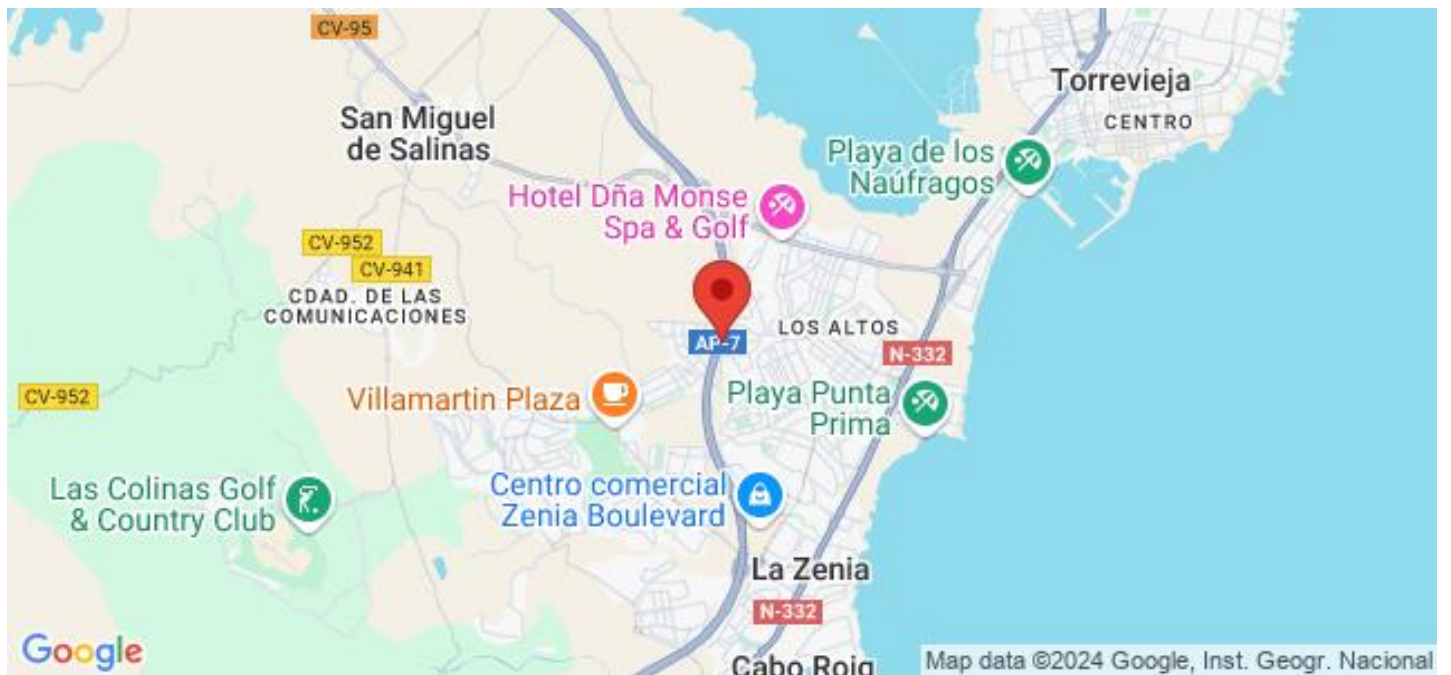 CV-95
Torrevieja
CENTRO
San Miguel
de Salinas
Playa de los
Naúfragos
Hotel Dña Monse
Spa & Golf
CV-952
CV-941
CDAD. DE LAS
COMUNICACIONES
LOS ALTOS
AP-7
N-332
CV-952
Villamartin Plaza
Playa Punta
Prima
Las Colinas Golf
& Country Club
Centro comercial
Zenia Boulevard
La Zenia
N-332
Cabo Roig
Google
Map data ©2024 Google, Inst. Geogr. Nacional